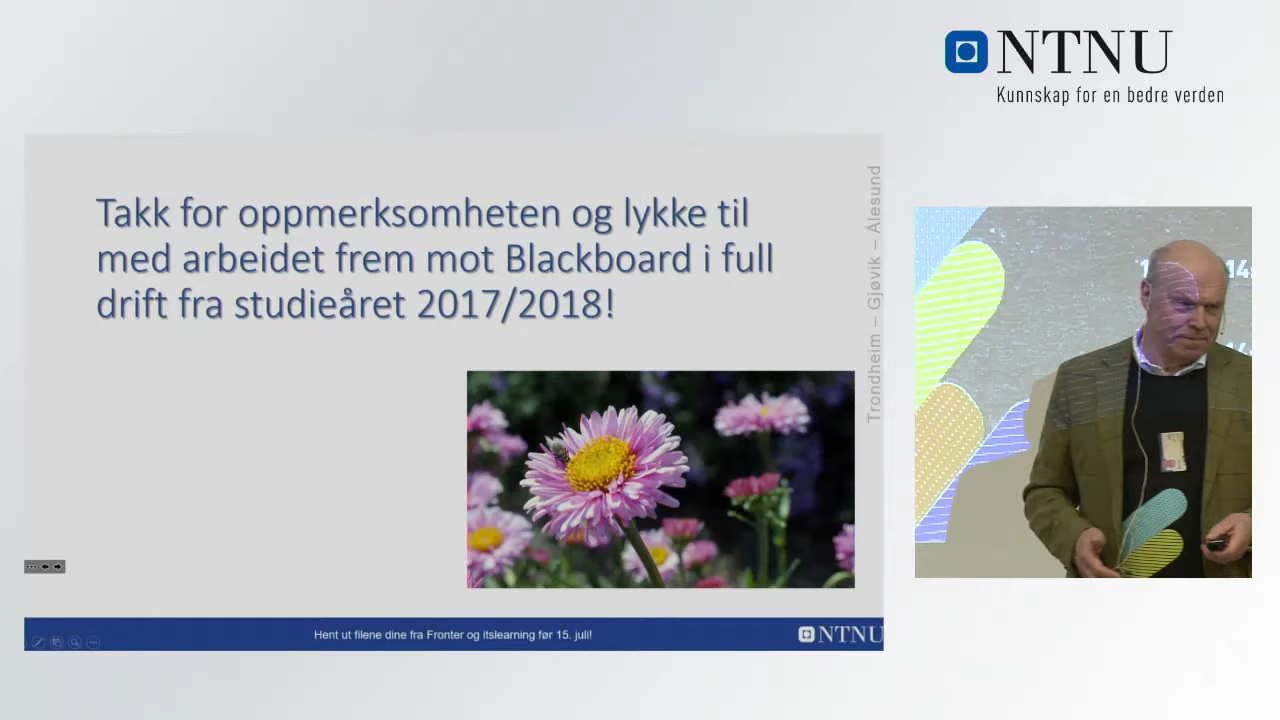 NTNU
Kunnskap for en bedre verden
Takk for oppmerksomheten og lykke til
med arbeidet frem mot Blackboard i full
drift fra studieåret 2017/2018!
Trondheim – Gjøvik – Ålesund
Hent ut filene dine fra Fronter og itslearning før 15. juli!
NTNU